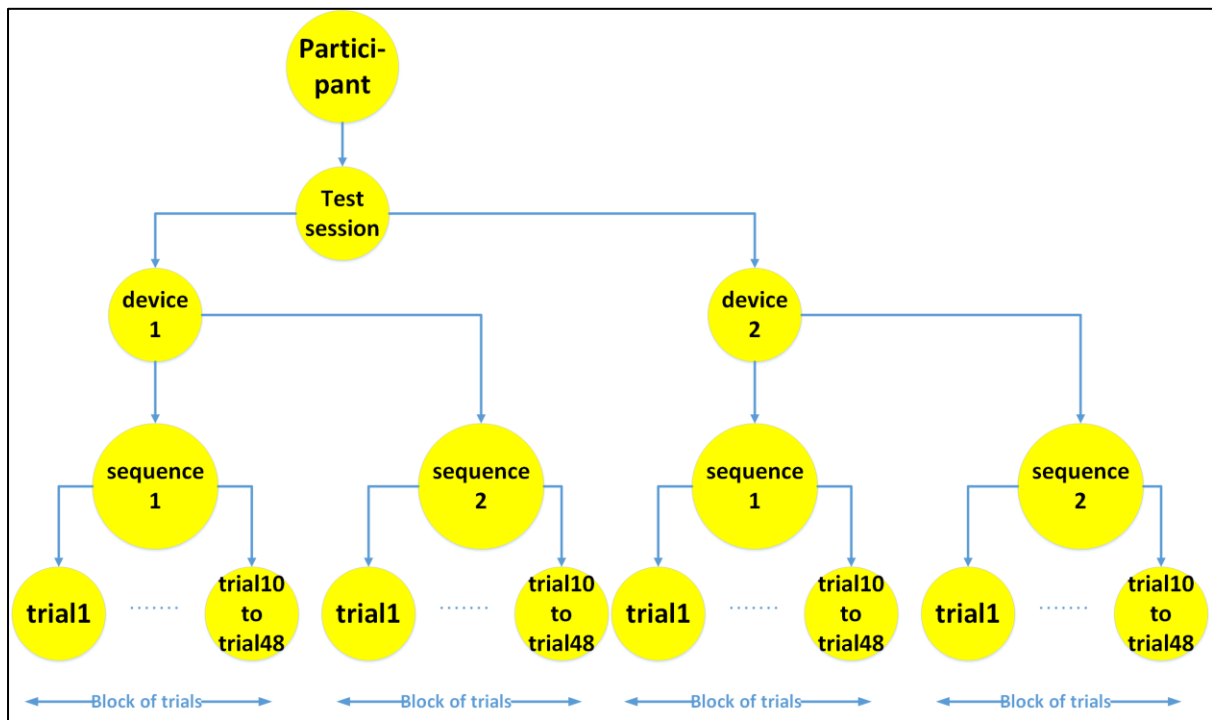 Partici-
pant
Test
session
device
1
device
2
sequence
1
sequence
2
sequence
1
sequence
2
trial1
........
trial10
to
trial48
trial1
........
trial10
to
trial48
trial1
........
trial10
to
trial48
trial1
........
trial10
to
trial48
Block of trials
Block of trials
Block of trials
Block of trials